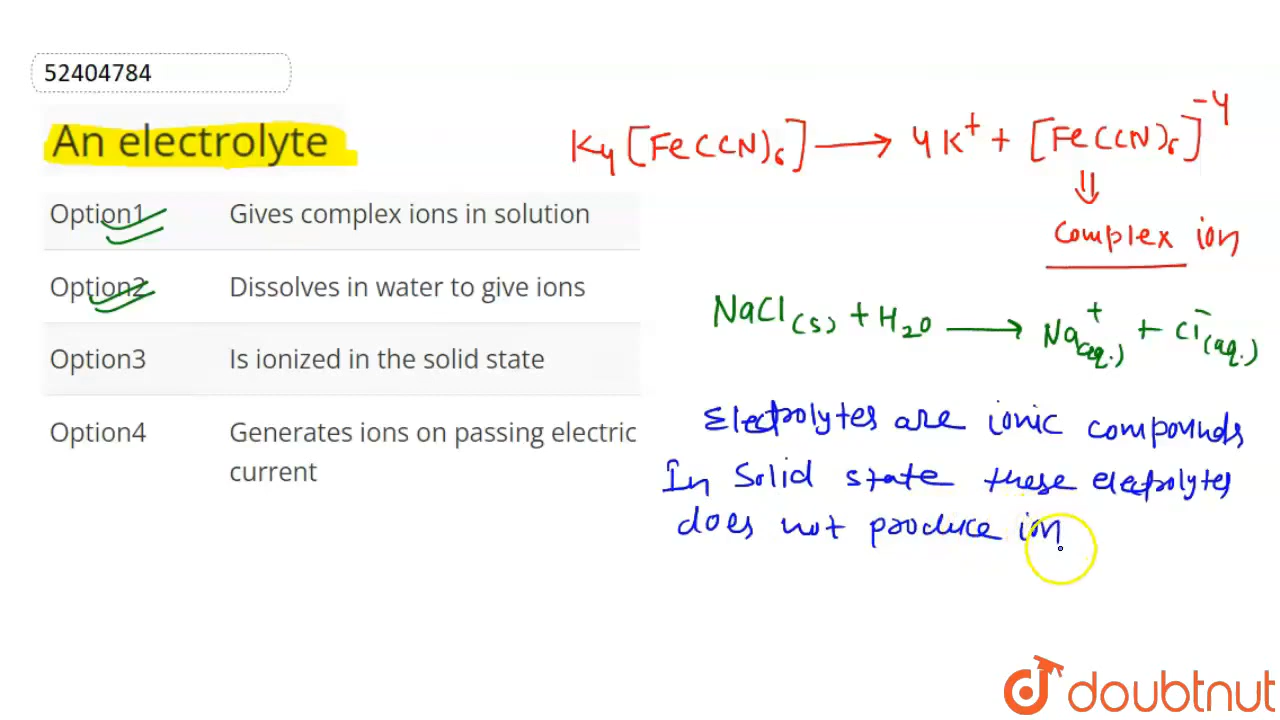 52404784
An electrolyte
K4[Fe(CN)6] ⟶ 4K+ + [Fe(CN)6]-4
⇓
complex ion
Option1 Gives complex ions in solution
Option2 Dissolves in water to give ions
Option3 Is ionized in the solid state
Option4 Generates ions on passing electric
current
NaCl(s) + H2O ⟶ Na+(aq.) + Cl-(aq.)
Electrolytes are ionic compounds
In solid state these electrolytes
does not produce ion
doubtnut